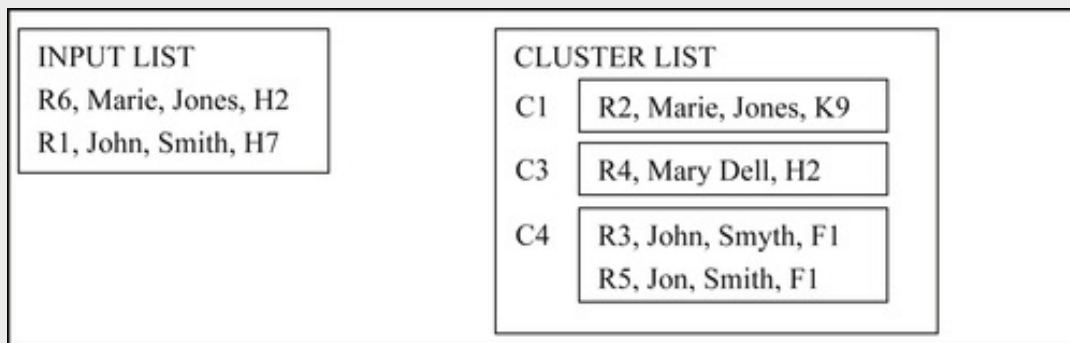 INPUT LIST
R6, Marie, Jones, H2
R1, John, Smith, H7
CLUSTER LIST
C1 R2, Marie, Jones, K9
C3 R4, Mary Dell, H2
C4 R3, John, Smyth, F1
R5, Jon, Smith, F1